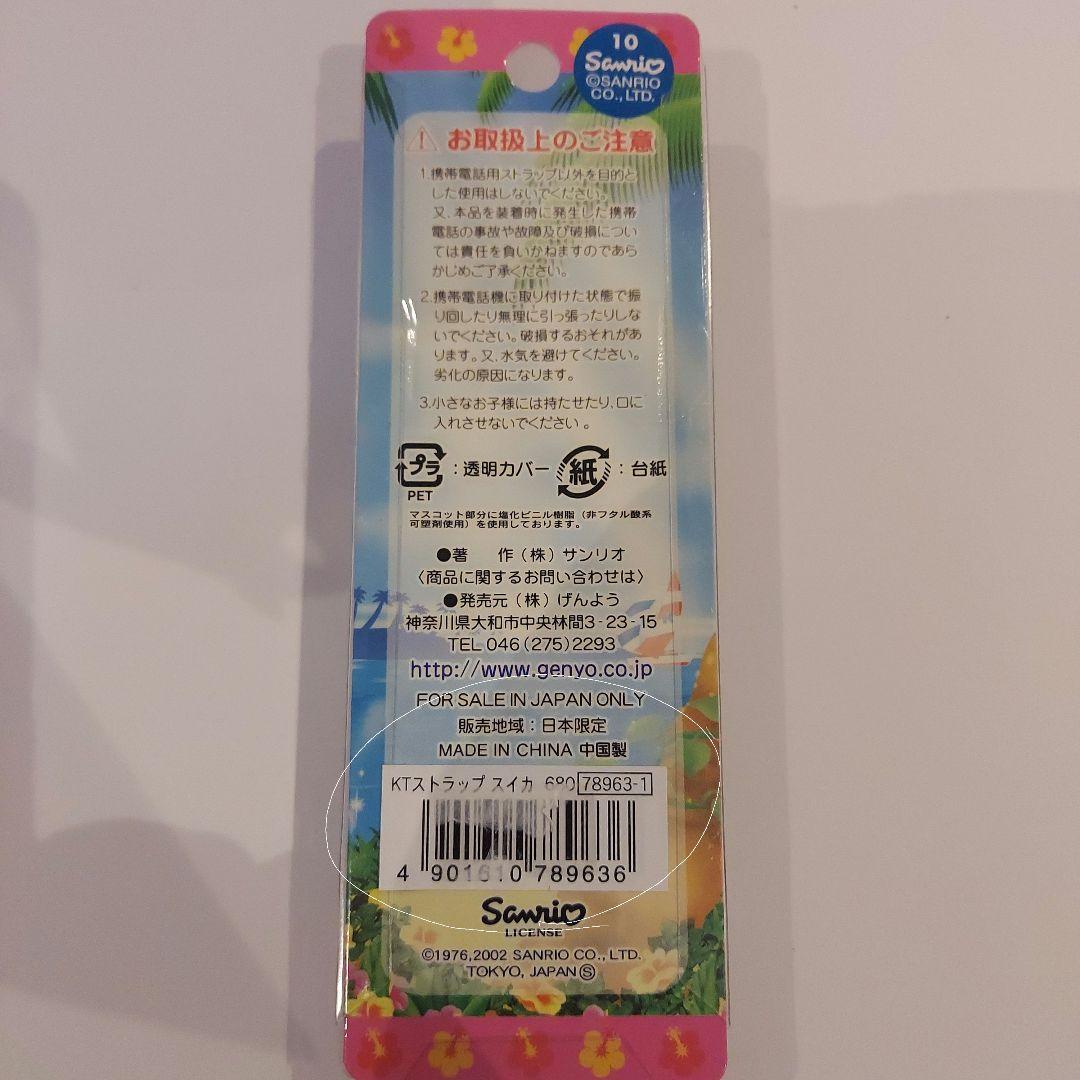 10
Sanrio
©SANRIO
CO., LTD.
⚠ お取扱上のご注意
1.携帯電話用ストラップ以外を目的と
した使用はしないでください。
又、本品を装着時に発生した携帯
電話の事故や故障及び破損につい
ては責任を負いかねますのであら
かじめご了承ください。
2.携帯電話機に取り付けた状態で振
り回したり無理に引っ張ったりしな
いでください。破損するおそれがあ
ります。又、水気を避けてください。
劣化の原因になります。
3.小さなお子様には持たせたり、口に
入れさせないでください。
プラ：透明カバー 紙：台紙
PET
マスコット部分に塩化ビニル樹脂（非フタル酸系
可塑剤使用）を使用しております。
●著　作（株）サンリオ
〈商品に関するお問い合わせは〉
●発売元（株）げんよう
神奈川県大和市中央林間3-23-15
TEL 046(275)2293
http://www.genyo.co.jp
FOR SALE IN JAPAN ONLY
販売地域：日本限定
MADE IN CHINA 中国製
KTストラップ スイカ 680 78963-1
4 901610 789636
Sanrio
LICENSE
©1976,2002 SANRIO CO., LTD.
TOKYO, JAPAN Ⓢ